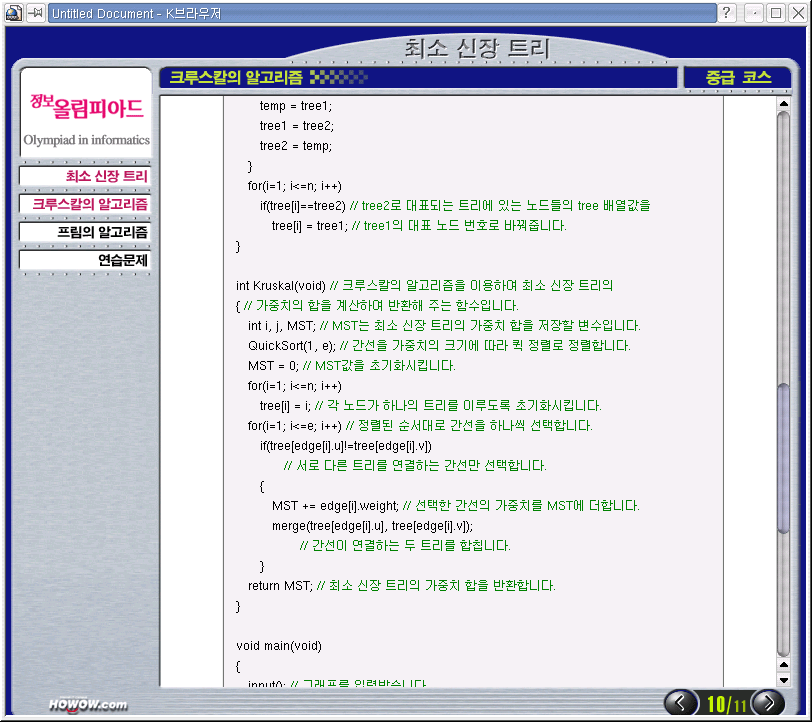 Untitled Document - K브라우저
최소 신장 트리
크루스칼의 알고리즘
중급 코스
정보올림피아드
Olympiad in informatics
최소 신장 트리
크루스칼의 알고리즘
프림의 알고리즘
연습문제
temp = tree1;
tree1 = tree2;
tree2 = temp;
}
for(i=1; i<=n; i++)
if(tree[i]==tree2) // tree2로 대표되는 트리에 있는 노드들의 tree 배열값을
tree[i] = tree1; // tree1의 대표 노드 번호로 바꿔줍니다.
}
int Kruskal(void) // 크루스칼의 알고리즘을 이용하여 최소 신장 트리의
{ // 가중치의 합을 계산하여 반환해 주는 함수입니다.
int i, j, MST; // MST는 최소 신장 트리의 가중치 합을 저장할 변수입니다.
QuickSort(1, e); // 간선을 가중치의 크기에 따라 퀵 정렬로 정렬합니다.
MST = 0; // MST값을 초기화시킵니다.
for(i=1; i<=n; i++)
tree[i] = i; // 각 노드가 하나의 트리를 이루도록 초기화시킵니다.
for(i=1; i<=e; i++) // 정렬된 순서대로 간선을 하나씩 선택합니다.
if(tree[edge[i].u]!=tree[edge[i].v])
// 서로 다른 트리를 연결하는 간선만 선택합니다.
{
MST += edge[i].weight; // 선택한 간선의 가중치를 MST에 더합니다.
merge(tree[edge[i].u], tree[edge[i].v]);
// 간선이 연결하는 두 트리를 합칩니다.
}
return MST; // 최소 신장 트리의 가중치 합을 반환합니다.
}
void main(void)
{
input(); // 그래프를 입력받습니다.
HOWOW.com
10/11